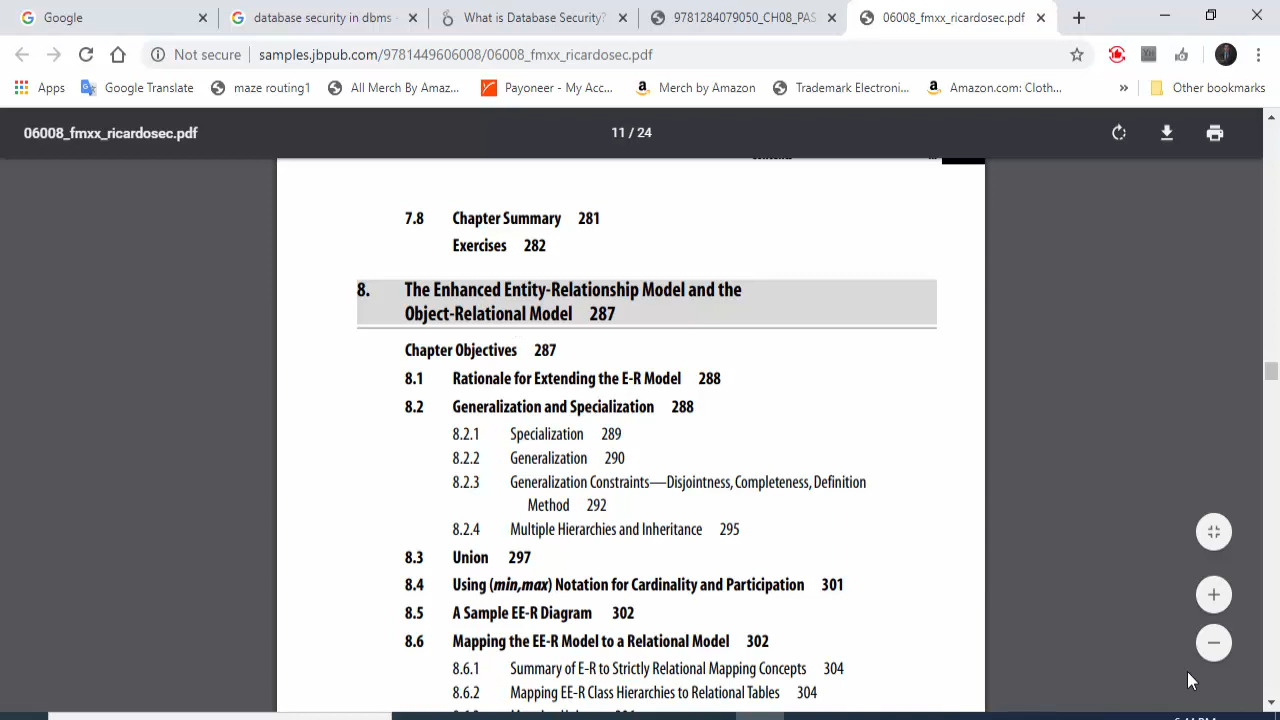 Google
database security in dbms -
What is Database Security?
9781284079050_CH08_PAS
06008_fmxx_ricardosec.pdf
Not secure
samples.jbpub.com/9781449606008/06008_fmxx_ricardosec.pdf
Apps
Google Translate
maze routing1
All Merch By Amaz...
Payoneer - My Acc...
Merch by Amazon
Trademark Electroni...
Amazon.com: Cloth...
»
Other bookmarks
06008_fmxx_ricardosec.pdf
11 / 24
7.8 Chapter Summary 281
Exercises 282
8. The Enhanced Entity-Relationship Model and the
Object-Relational Model 287
Chapter Objectives 287
8.1 Rationale for Extending the E-R Model 288
8.2 Generalization and Specialization 288
8.2.1 Specialization 289
8.2.2 Generalization 290
8.2.3 Generalization Constraints—Disjointness, Completeness, Definition
Method 292
8.2.4 Multiple Hierarchies and Inheritance 295
8.3 Union 297
8.4 Using (min,max) Notation for Cardinality and Participation 301
8.5 A Sample EE-R Diagram 302
8.6 Mapping the EE-R Model to a Relational Model 302
8.6.1 Summary of E-R to Strictly Relational Mapping Concepts 304
8.6.2 Mapping EE-R Class Hierarchies to Relational Tables 304